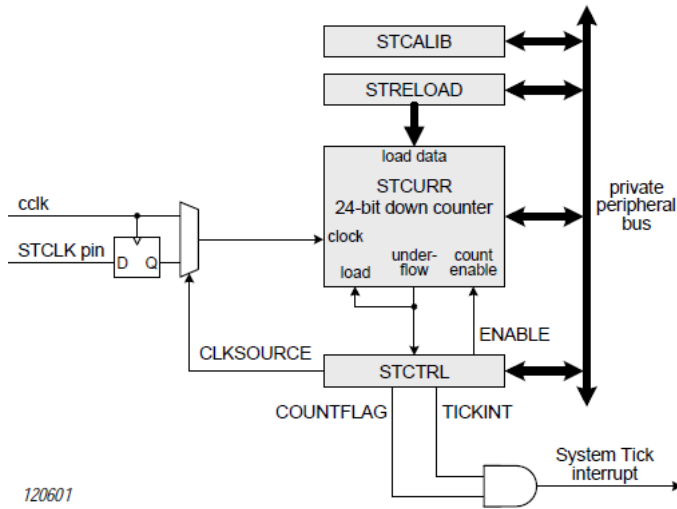 STCALIB
STRELOAD
load data
STCURR
24-bit down counter
private
peripheral
bus
cclk
STCLK pin
D Q
clock
load
under-
flow
count
enable
ENABLE
CLKSOURCE
STCTRL
COUNTFLAG
TICKINT
System Tick
interrupt
120601